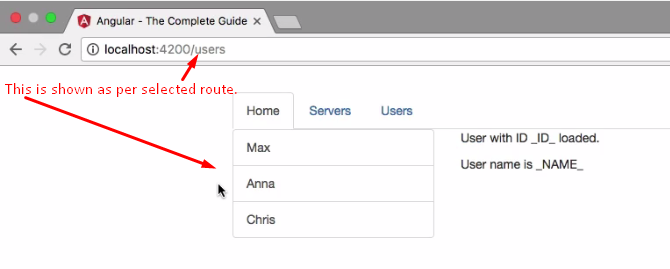 Angular - The Complete Guide
localhost:4200/users
This is shown as per selected route.
Home Servers Users
Max
User with ID _ID_ loaded.
User name is _NAME_
Anna
Chris